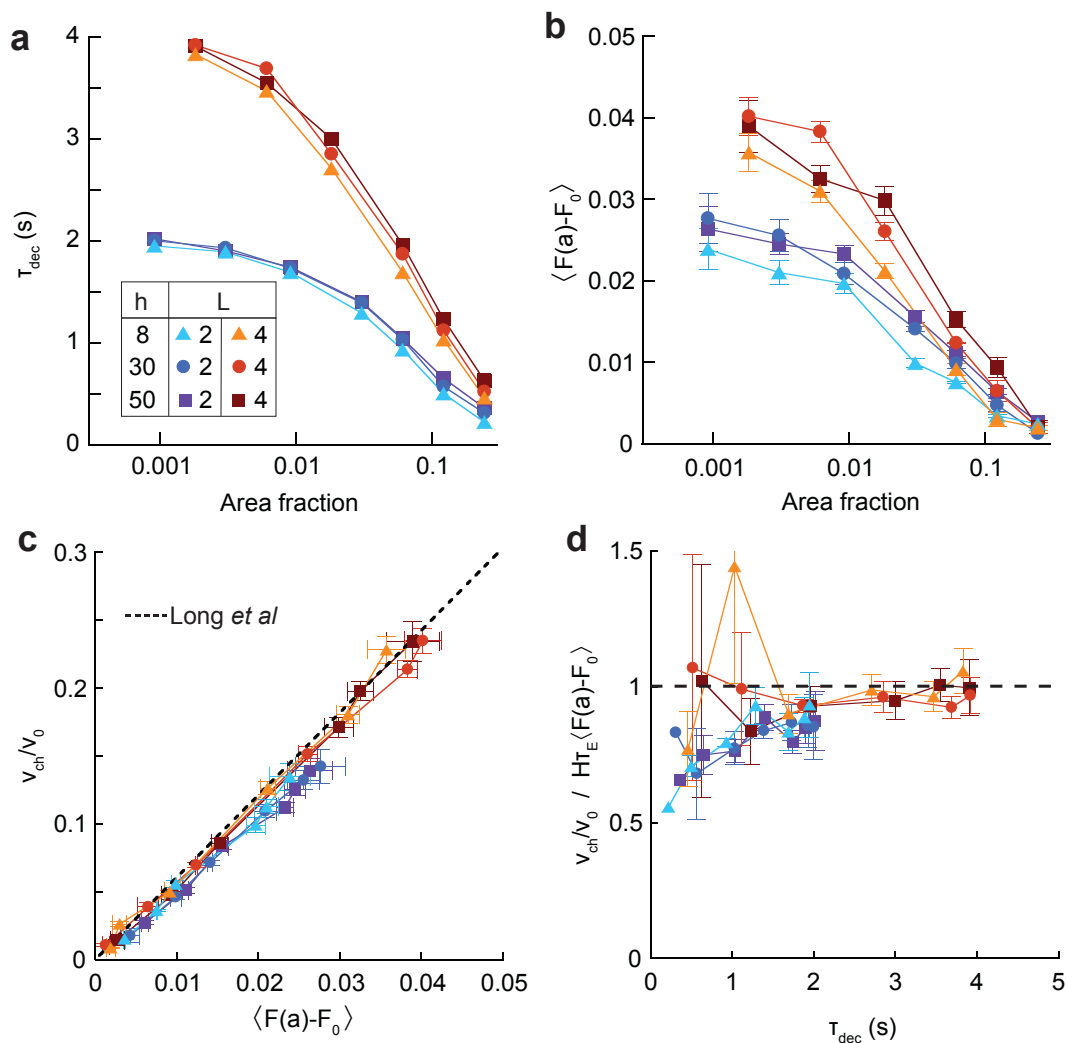 a
τdec (s)
4
3
2
1
0
h L
8 2 4
30 2 4
50 2 4
0.001 0.01 0.1
Area fraction
b
⟨F(a)-F0⟩
0.05
0.04
0.03
0.02
0.01
0
0.001 0.01 0.1
Area fraction
c
vch/v0
0.3
0.2
0.1
0
Long et al
0 0.01 0.02 0.03 0.04 0.05
⟨F(a)-F0⟩
d
vch/v0 / HτE⟨F(a)-F0⟩
1.5
1
0.5
0
0 1 2 3 4 5
τdec (s)